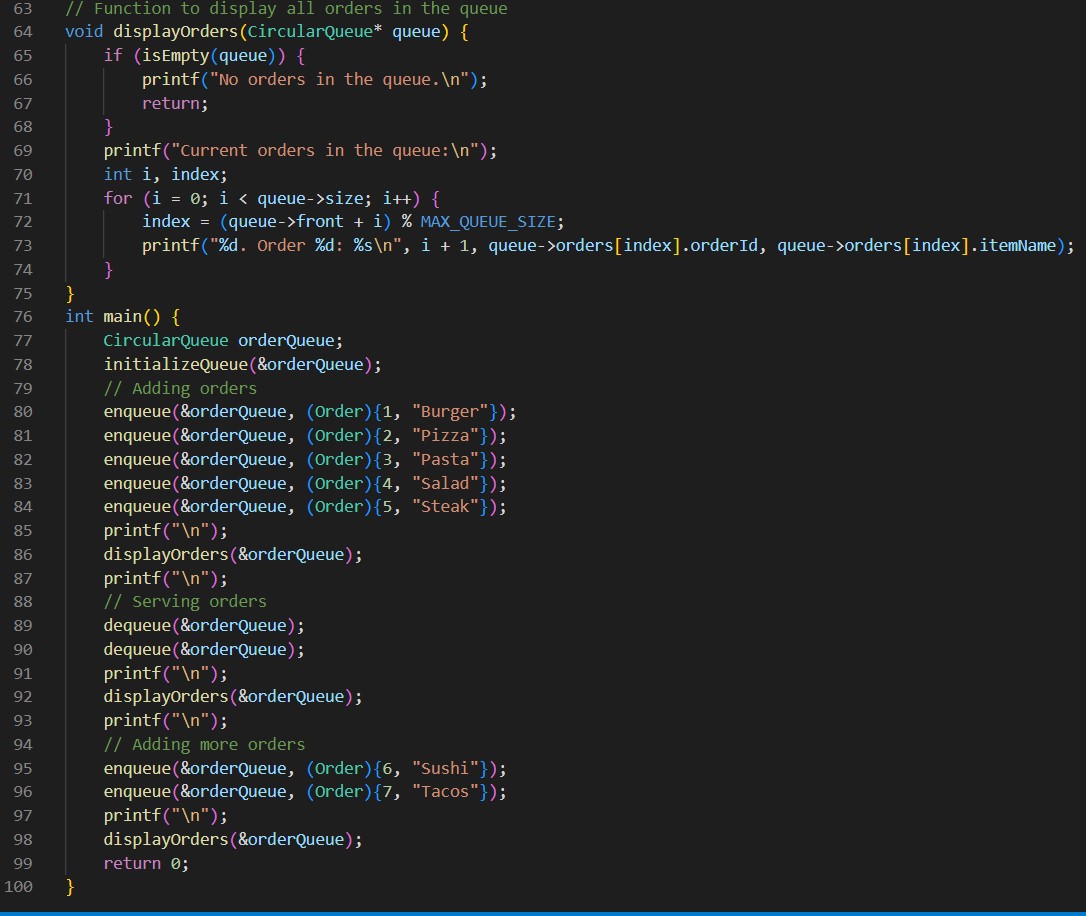 63 // Function to display all orders in the queue
64 void displayOrders(CircularQueue* queue) {
65     if (isEmpty(queue)) {
66         printf("No orders in the queue.\n");
67         return;
68     }
69     printf("Current orders in the queue:\n");
70     int i, index;
71     for (i = 0; i < queue->size; i++) {
72         index = (queue->front + i) % MAX_QUEUE_SIZE;
73         printf("%d. Order %d: %s\n", i + 1, queue->orders[index].orderId, queue->orders[index].itemName);
74     }
75 }
76 int main() {
77     CircularQueue orderQueue;
78     initializeQueue(&orderQueue);
79     // Adding orders
80     enqueue(&orderQueue, (Order){1, "Burger"});
81     enqueue(&orderQueue, (Order){2, "Pizza"});
82     enqueue(&orderQueue, (Order){3, "Pasta"});
83     enqueue(&orderQueue, (Order){4, "Salad"});
84     enqueue(&orderQueue, (Order){5, "Steak"});
85     printf("\n");
86     displayOrders(&orderQueue);
87     printf("\n");
88     // Serving orders
89     dequeue(&orderQueue);
90     dequeue(&orderQueue);
91     printf("\n");
92     displayOrders(&orderQueue);
93     printf("\n");
94     // Adding more orders
95     enqueue(&orderQueue, (Order){6, "Sushi"});
96     enqueue(&orderQueue, (Order){7, "Tacos"});
97     printf("\n");
98     displayOrders(&orderQueue);
99     return 0;
100 }